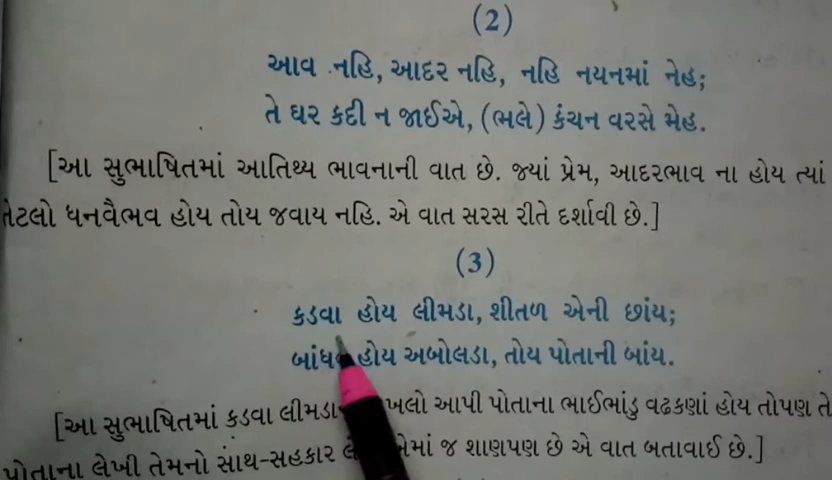 (2)
આવ નહિ, આદર નહિ, નહિ નયનમાં નેહ;
તે ઘર કદી ન જાઈએ, (ભલે) કંચન વરસે મેહ.
[આ સુભાષિતમાં આતિથ્ય ભાવનાની વાત છે. જ્યાં પ્રેમ, આદરભાવ ના હોય ત્યાં
તેટલો ધનવૈભવ હોય તોય જવાય નહિ. એ વાત સરસ રીતે દર્શાવી છે.]
(3)
કડવા હોય લીમડા, શીતળ એની છાંય;
હોય અબોલડા, તોય પોતાની બાંય.
[આ સુભાષિતમાં કડવા આપી પોતાના ભાઈભાંડુ વઢકણાં હોય તોપણ તે
પોતાના લેખી તેમનો સાથ-સહકાર જ શાણપણ છે એ વાત બતાવાઈ છે.]